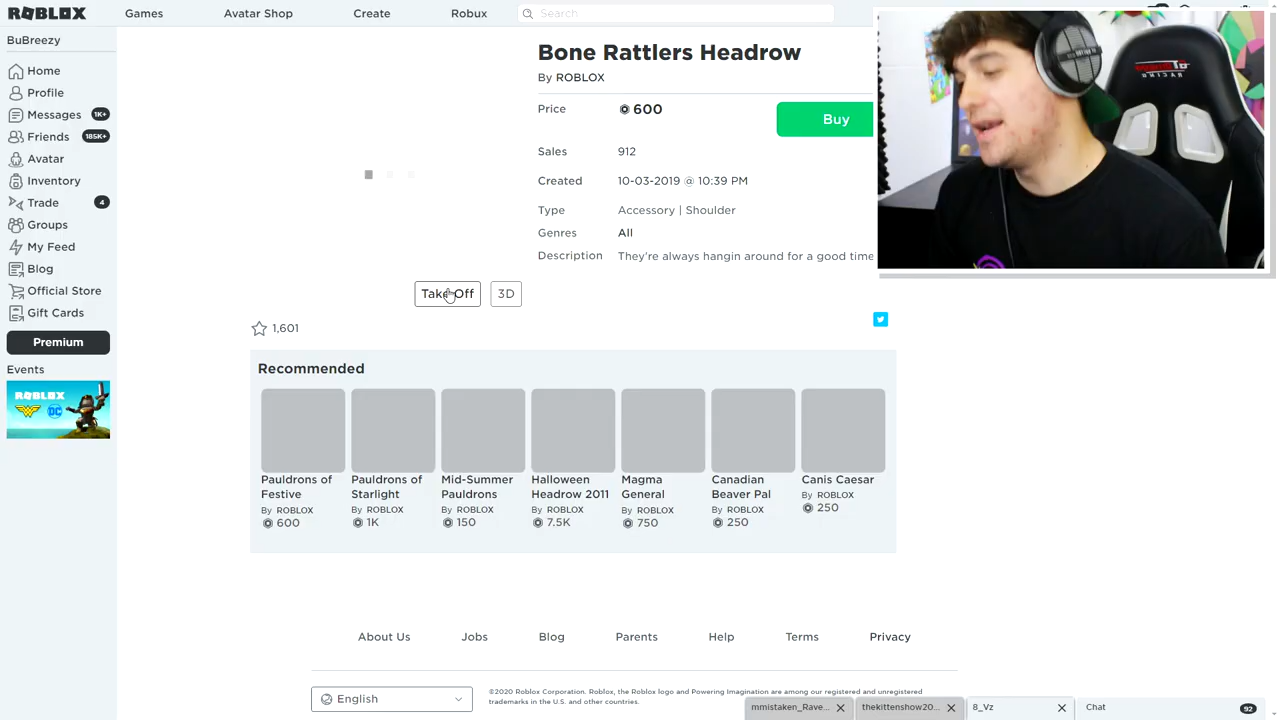 ROBLOX
Games
Avatar Shop
Create
Robux
Search
BuBreezy
Home
Profile
Messages 1K+
Friends 185K+
Avatar
Inventory
Trade 4
Groups
My Feed
Blog
Official Store
Gift Cards
Premium
Events
ROBLOX
DC
Bone Rattlers Headrow
By ROBLOX
Price 600
Buy
Sales 912
Created 10-03-2019 @ 10:39 PM
Type Accessory | Shoulder
Genres All
Description They're always hangin around for a good time
Take Off
3D
1,601
Recommended
Pauldrons of
Festive
By ROBLOX
600
Pauldrons of
Starlight
By ROBLOX
1K
Mid-Summer
Pauldrons
By ROBLOX
150
Halloween
Headrow 2011
By ROBLOX
7.5K
Magma
General
By ROBLOX
750
Canadian
Beaver Pal
By ROBLOX
250
Canis Caesar
By ROBLOX
250
About Us
Jobs
Blog
Parents
Help
Terms
Privacy
English
©2020 Roblox Corporation. Roblox, the Roblox logo and Powering Imagination are among our registered and unregistered
trademarks in the U.S. and other countries.
mmistaken_Rave...
thekittenshow20...
8_Vz
Chat
92